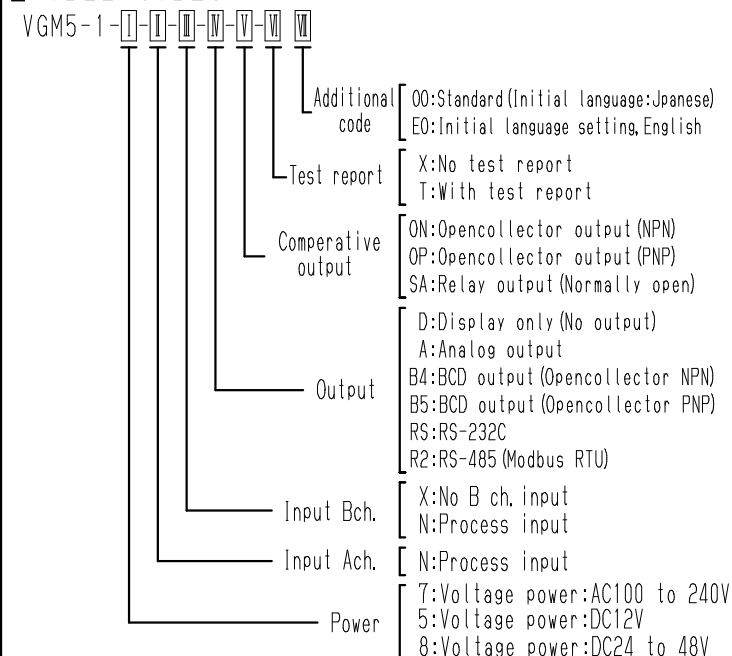 VGM5-1-Ⅰ-Ⅱ-Ⅲ-Ⅳ-Ⅴ-Ⅵ Ⅶ
Additional code
00:Standard(Initial language:Jpanese)
E0:Initial language setting,English
Test report
X:No test report
T:With test report
Comperative output
ON:Opencollector output(NPN)
OP:Opencollector output(PNP)
SA:Relay output(Normally open)
Output
D:Display only(No output)
A:Analog output
B4:BCD output(Opencollector NPN)
B5:BCD output(Opencollector PNP)
RS:RS-232C
R2:RS-485(Modbus RTU)
Input Bch.
X:No B ch. input
N:Process input
Input Ach.
N:Process input
Power
7:Voltage power:AC100 to 240V
5:Voltage power:DC12V
8:Voltage power:DC24 to 48V